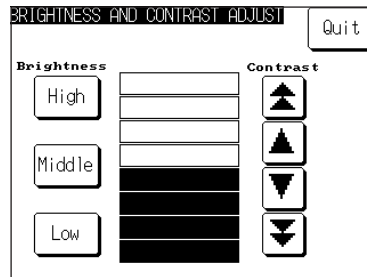 BRIGHTNESS AND CONTRAST ADJUST
Quit
Brightness
Contrast
High
Middle
Low